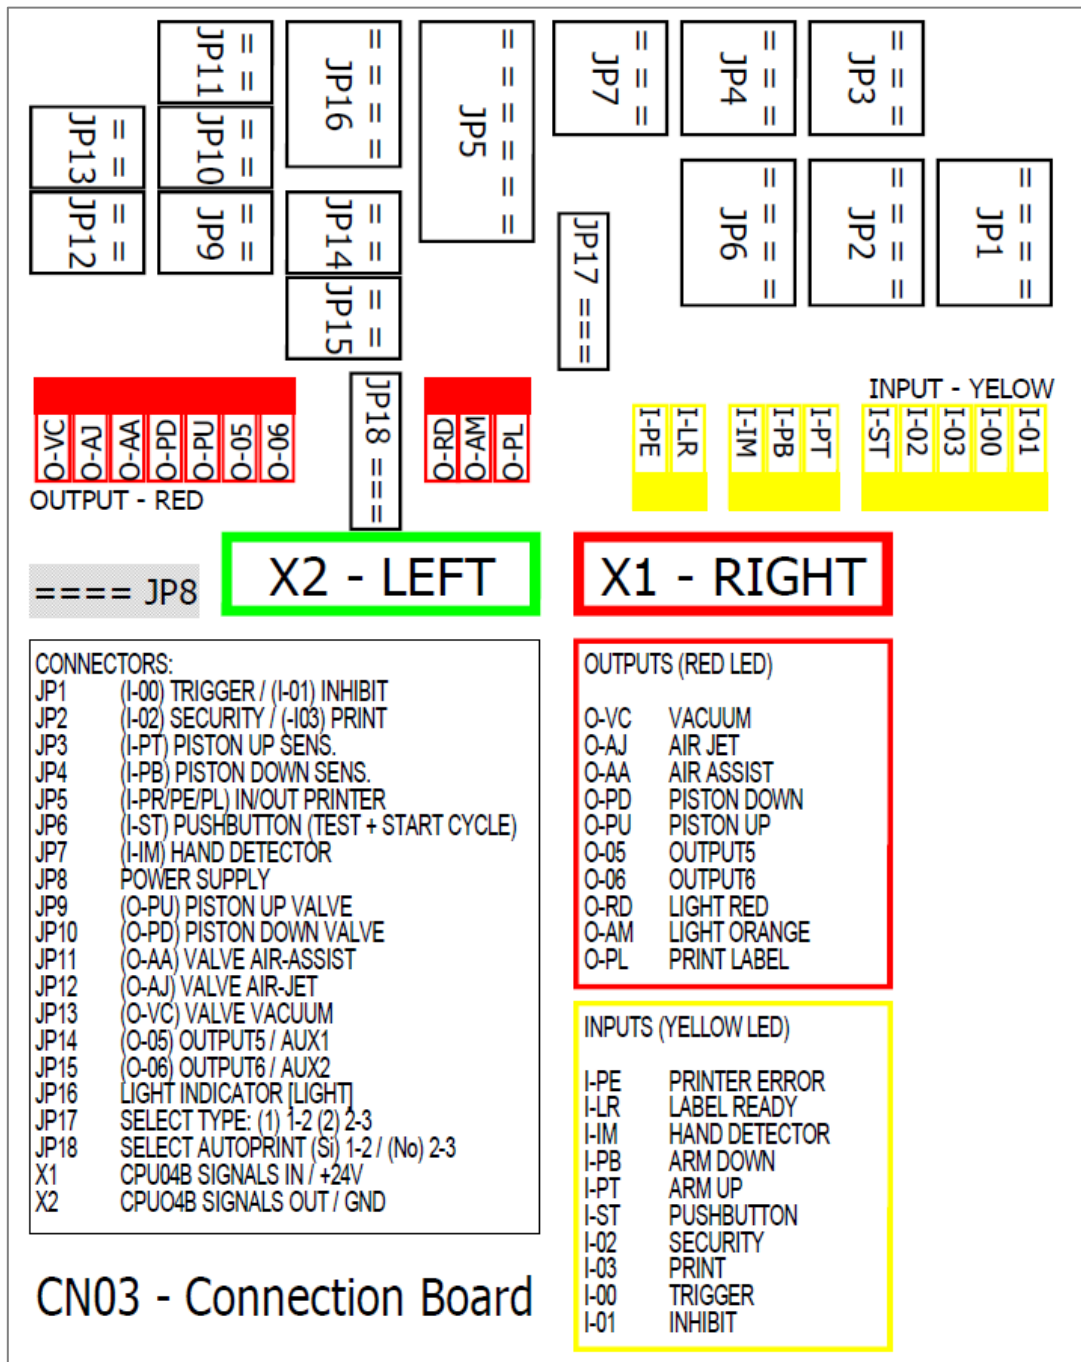 JP11 = =
JP16 = = = = =
JP5 = = = = = = = =
JP7 = = = =
JP4 = = = =
JP3 = = = =
JP13 = =
JP10 = =
JP12 = =
JP9 = =
JP14 = =
JP15 = =
JP17 ===
JP6 = = = =
JP2 = = = =
JP1 = = = =
JP18 ===
INPUT - YELOW
O-VC O-AJ O-AA O-PD O-PU O-05 O-06
O-RD O-AM O-PL
I-PE I-LR
I-IM I-PB I-PT
I-ST I-02 I-03 I-00 I-01
OUTPUT - RED
==== JP8
X2 - LEFT
X1 - RIGHT
CONNECTORS:
JP1 (I-00) TRIGGER / (I-01) INHIBIT
JP2 (I-02) SECURITY / (-I03) PRINT
JP3 (I-PT) PISTON UP SENS.
JP4 (I-PB) PISTON DOWN SENS.
JP5 (I-PR/PE/PL) IN/OUT PRINTER
JP6 (I-ST) PUSHBUTTON (TEST + START CYCLE)
JP7 (I-IM) HAND DETECTOR
JP8 POWER SUPPLY
JP9 (O-PU) PISTON UP VALVE
JP10 (O-PD) PISTON DOWN VALVE
JP11 (O-AA) VALVE AIR-ASSIST
JP12 (O-AJ) VALVE AIR-JET
JP13 (O-VC) VALVE VACUUM
JP14 (O-05) OUTPUT5 / AUX1
JP15 (O-06) OUTPUT6 / AUX2
JP16 LIGHT INDICATOR [LIGHT]
JP17 SELECT TYPE: (1) 1-2 (2) 2-3
JP18 SELECT AUTOPRINT (Si) 1-2 / (No) 2-3
X1 CPU04B SIGNALS IN / +24V
X2 CPUO4B SIGNALS OUT / GND
OUTPUTS (RED LED)
O-VC VACUUM
O-AJ AIR JET
O-AA AIR ASSIST
O-PD PISTON DOWN
O-PU PISTON UP
O-05 OUTPUT5
O-06 OUTPUT6
O-RD LIGHT RED
O-AM LIGHT ORANGE
O-PL PRINT LABEL
INPUTS (YELLOW LED)
I-PE PRINTER ERROR
I-LR LABEL READY
I-IM HAND DETECTOR
I-PB ARM DOWN
I-PT ARM UP
I-ST PUSHBUTTON
I-02 SECURITY
I-03 PRINT
I-00 TRIGGER
I-01 INHIBIT
CN03 - Connection Board